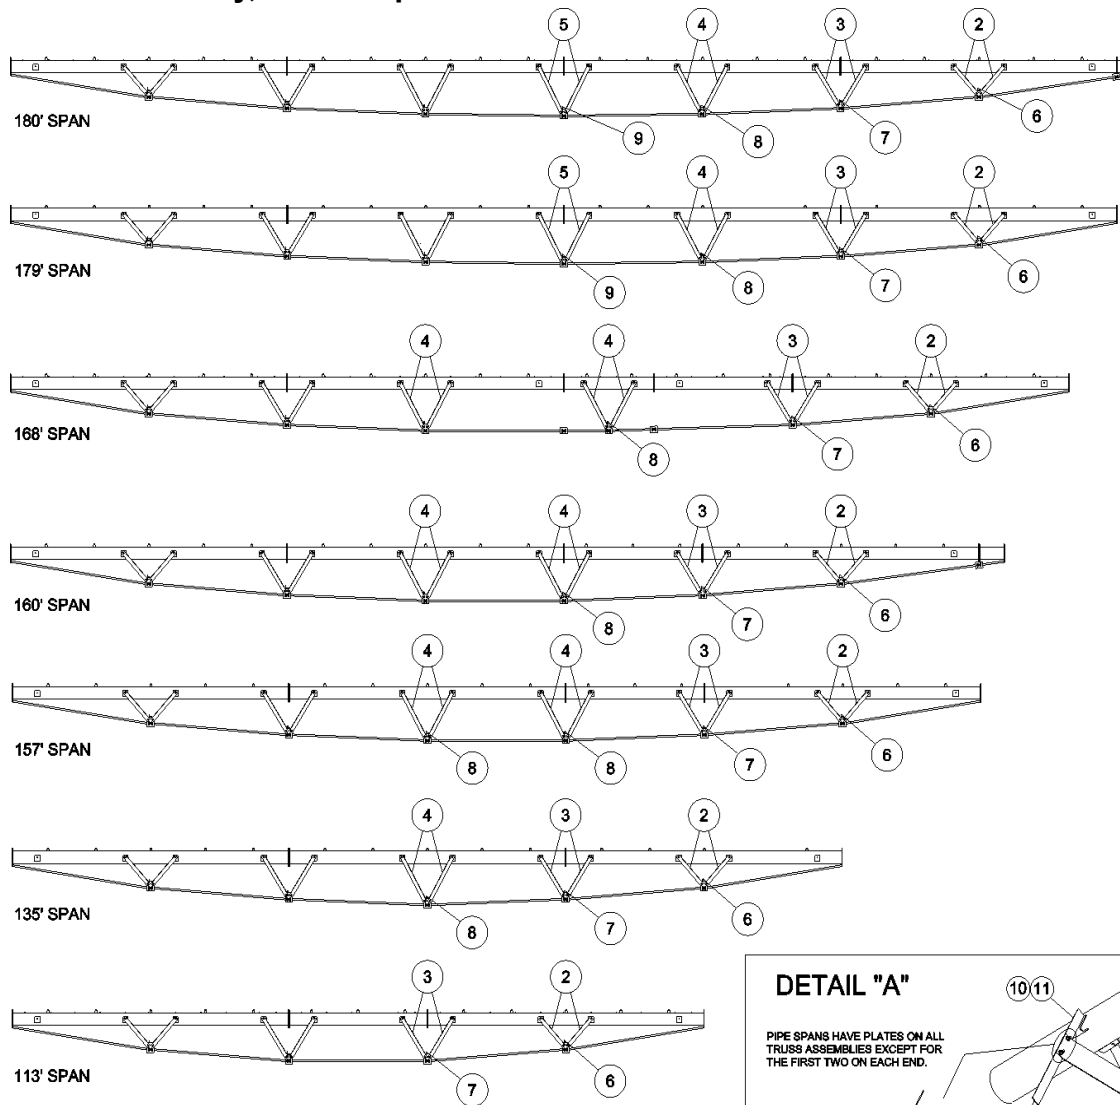 5 4 3 2
180' SPAN
9 8 7 6
5 4 3 2
179' SPAN
9 8 7 6
4 4 3 2
168' SPAN
8 7 6
4 4 3 2
160' SPAN
8 7 6
4 4 3 2
157' SPAN
8 8 7 6
4 3 2
135' SPAN
8 7 6
3 2
113' SPAN
7 6
DETAIL "A"
10 11
PIPE SPANS HAVE PLATES ON ALL
TRUSS ASSEMBLIES EXCEPT FOR
THE FIRST TWO ON EACH END.